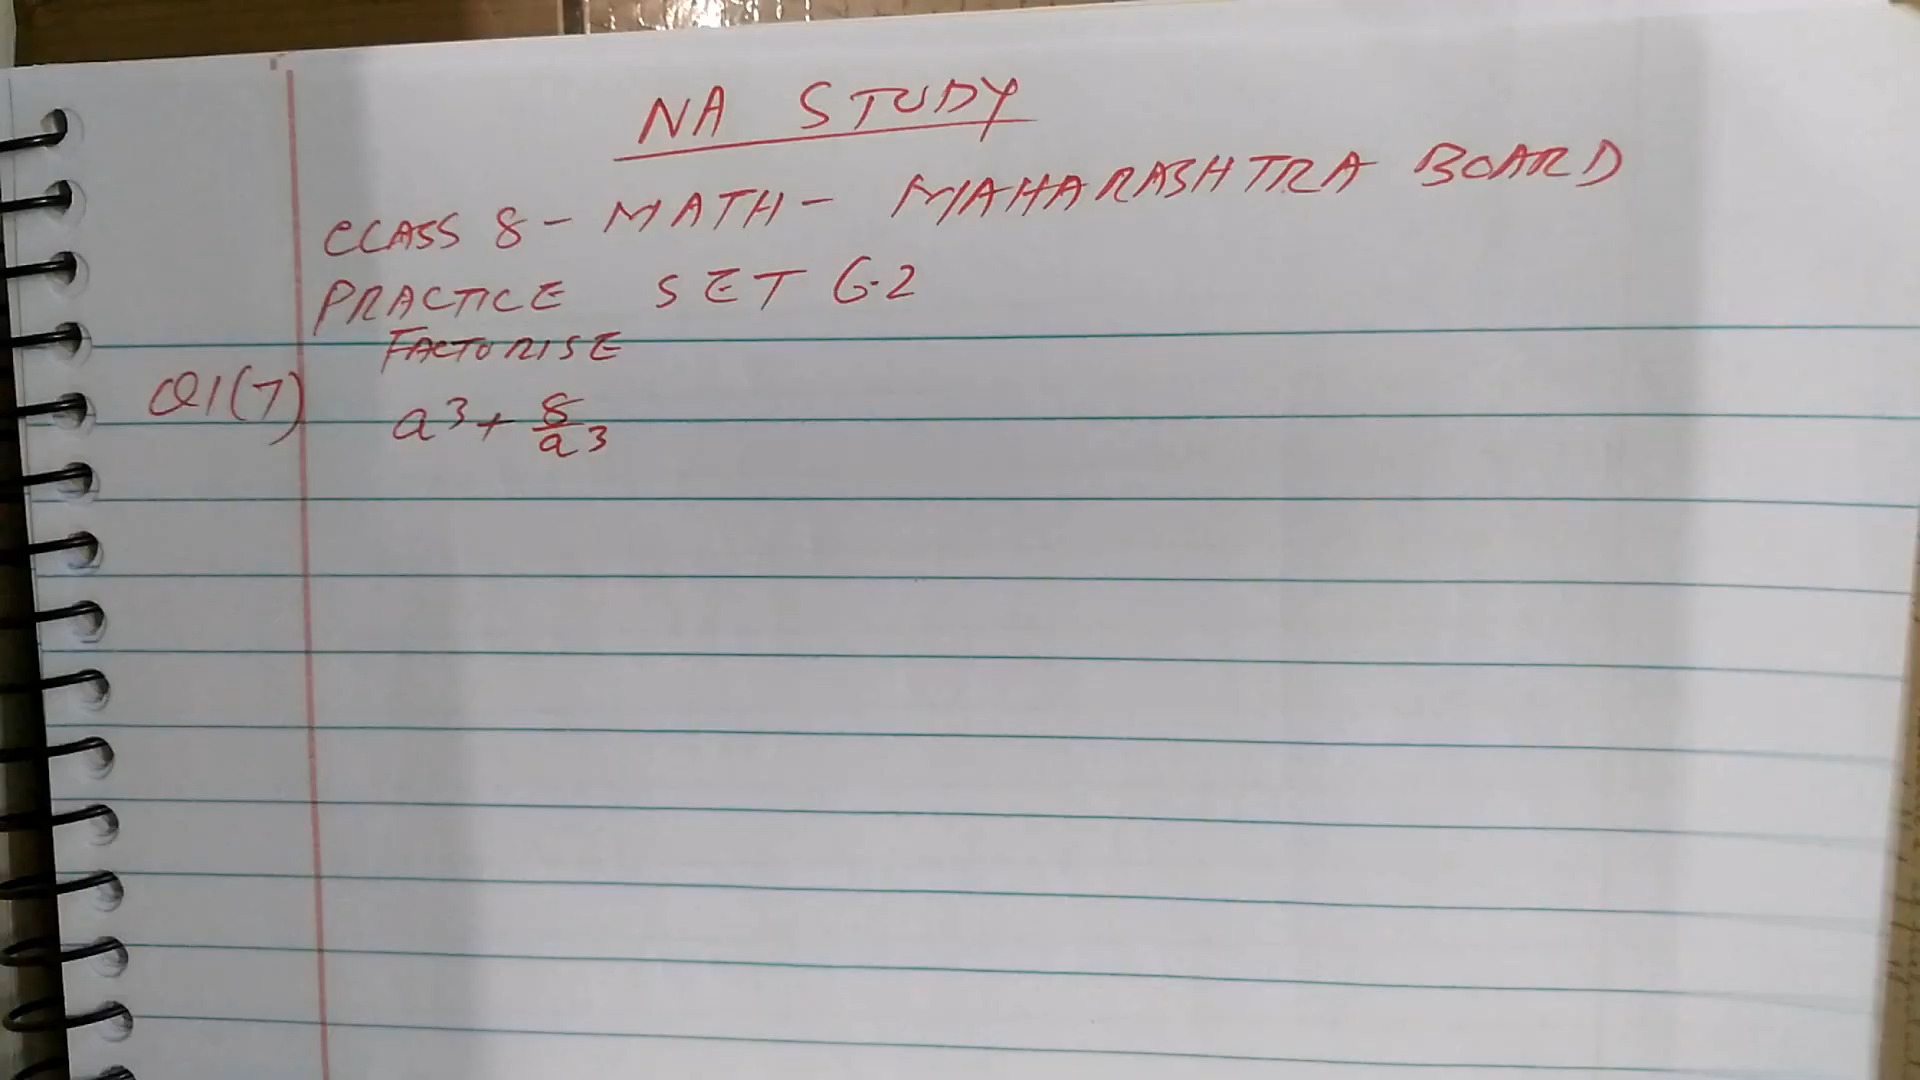 NA STUDY
CLASS 8 - MATH - MAHARASHTRA BOARD
PRACTICE SET 6.2
FACTORISE
Q1(7) a³ + 8/a³